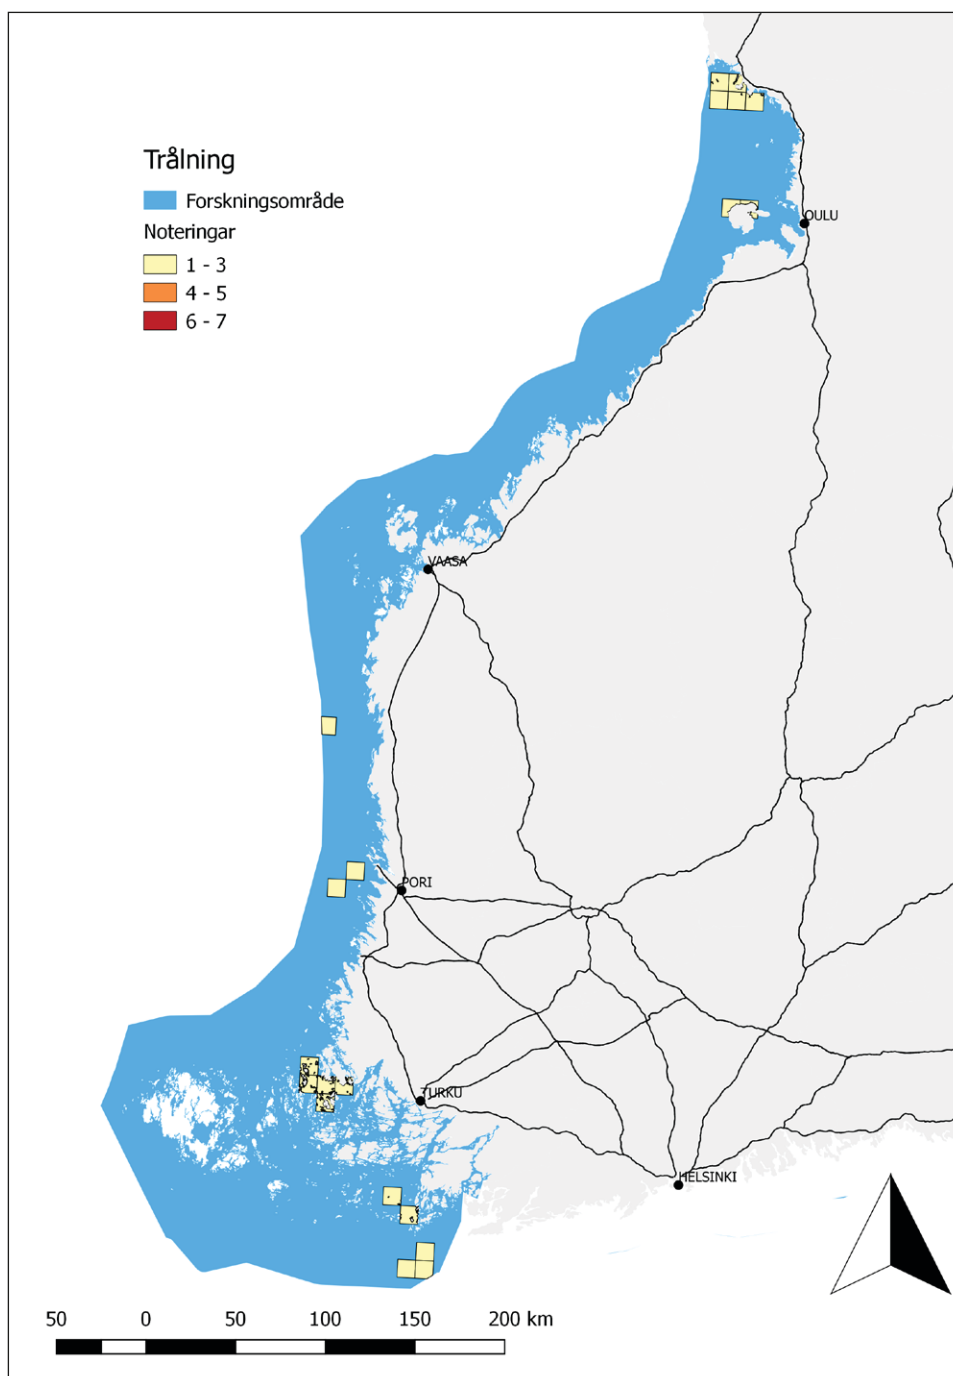 Trålning
Forskningsområde
Noteringar
1 - 3
4 - 5
6 - 7
OULU
VAASA
PORI
TURKU
HELSINKI
50 0 50 100 150 200 km